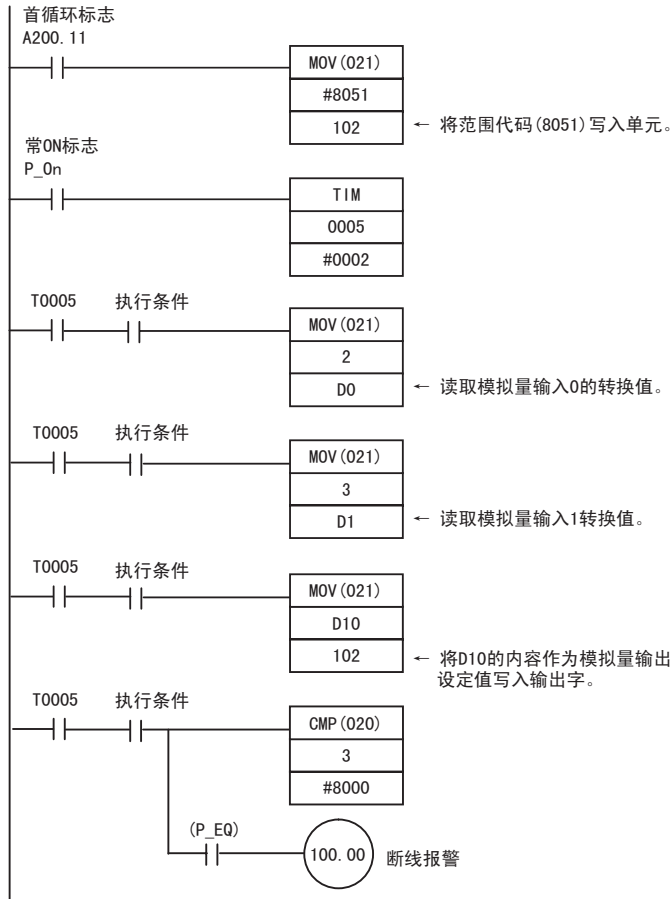 首循环标志
A200.11
MOV(021)
#8051
102
← 将范围代码(8051)写入单元。
常ON标志
P_On
TIM
0005
#0002
T0005 执行条件
MOV(021)
2
D0
← 读取模拟量输入0的转换值。
T0005 执行条件
MOV(021)
3
D1
← 读取模拟量输入1转换值。
T0005 执行条件
MOV(021)
D10
102
← 将D10的内容作为模拟量输出
设定值写入输出字。
T0005 执行条件
CMP(020)
3
#8000
(P_EQ)
100.00 断线报警